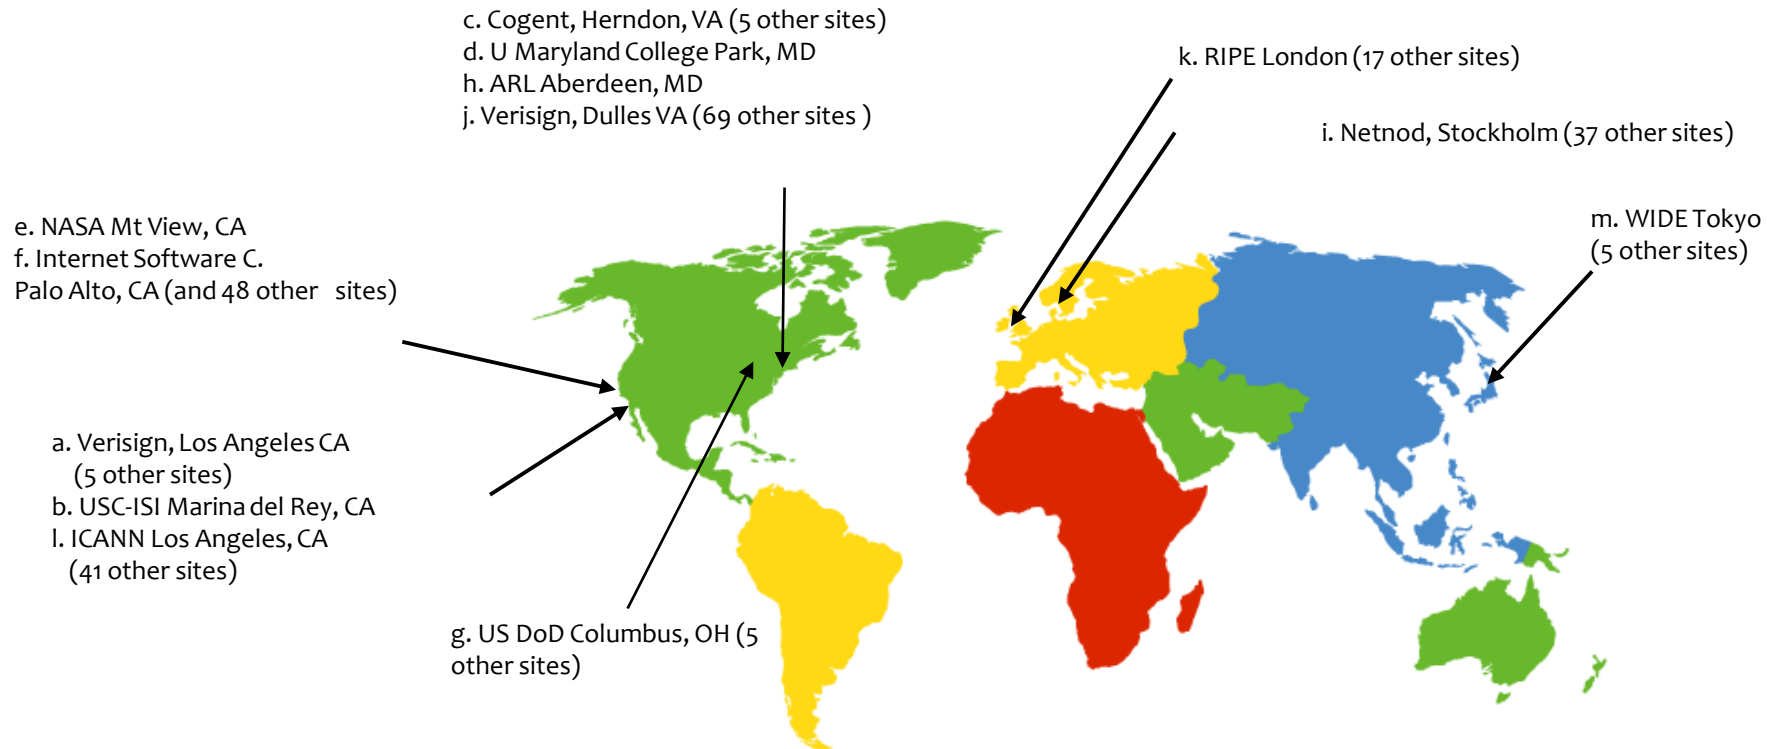 c. Cogent, Herndon, VA (5 other sites)
d. U Maryland College Park, MD
h. ARL Aberdeen, MD
j. Verisign, Dulles VA (69 other sites )
k. RIPE London (17 other sites)
i. Netnod, Stockholm (37 other sites)
m. WIDE Tokyo
(5 other sites)
e. NASA Mt View, CA
f. Internet Software C.
Palo Alto, CA (and 48 other sites)
a. Verisign, Los Angeles CA
(5 other sites)
b. USC-ISI Marina del Rey, CA
l. ICANN Los Angeles, CA
(41 other sites)
g. US DoD Columbus, OH (5
other sites)